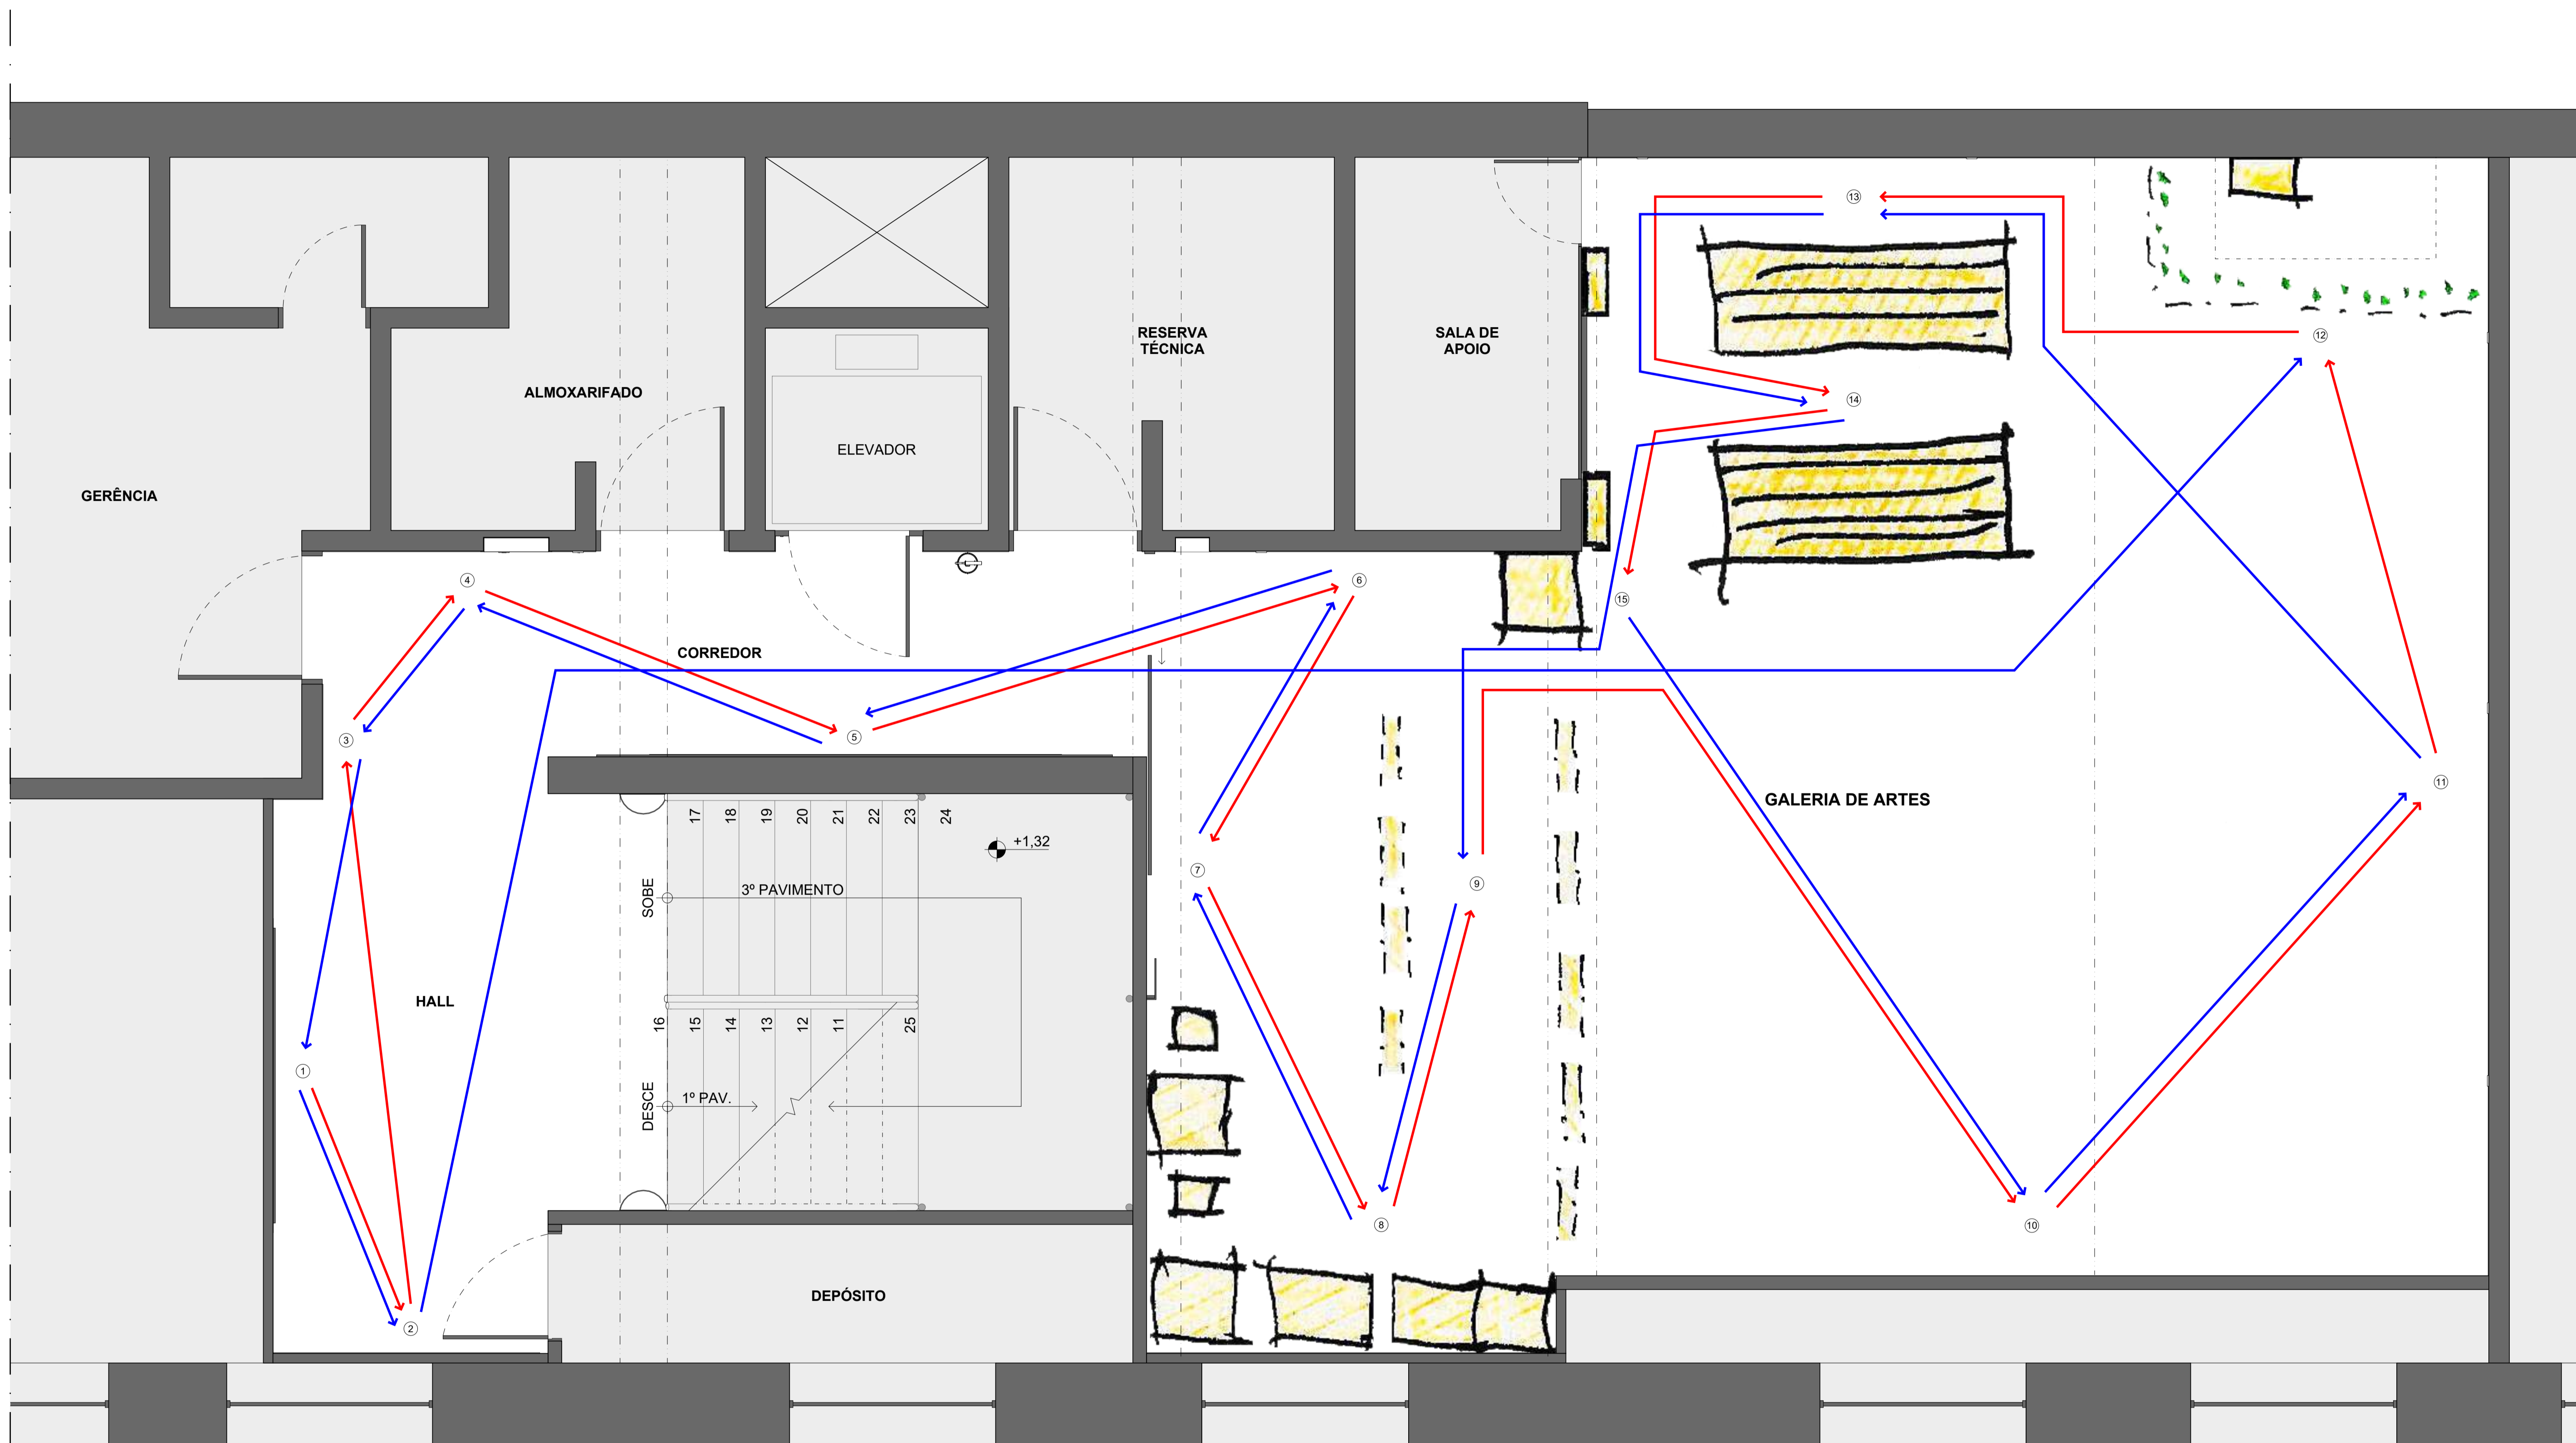 13
RESERVA
TÉCNICA
SALA DE
APOIO
12
ALMOXARIFADO
14
ELEVADOR
GERÊNCIA
4
6
15
CORREDOR
3
5
11
GALERIA DE ARTES
17
18
19
20
21
22
23
24
+1,32
7
9
SOBE
3º PAVIMENTO
HALL
16
15
14
13
12
11
25
1
DESCE
1º PAV.
8
10
DEPÓSITO
2